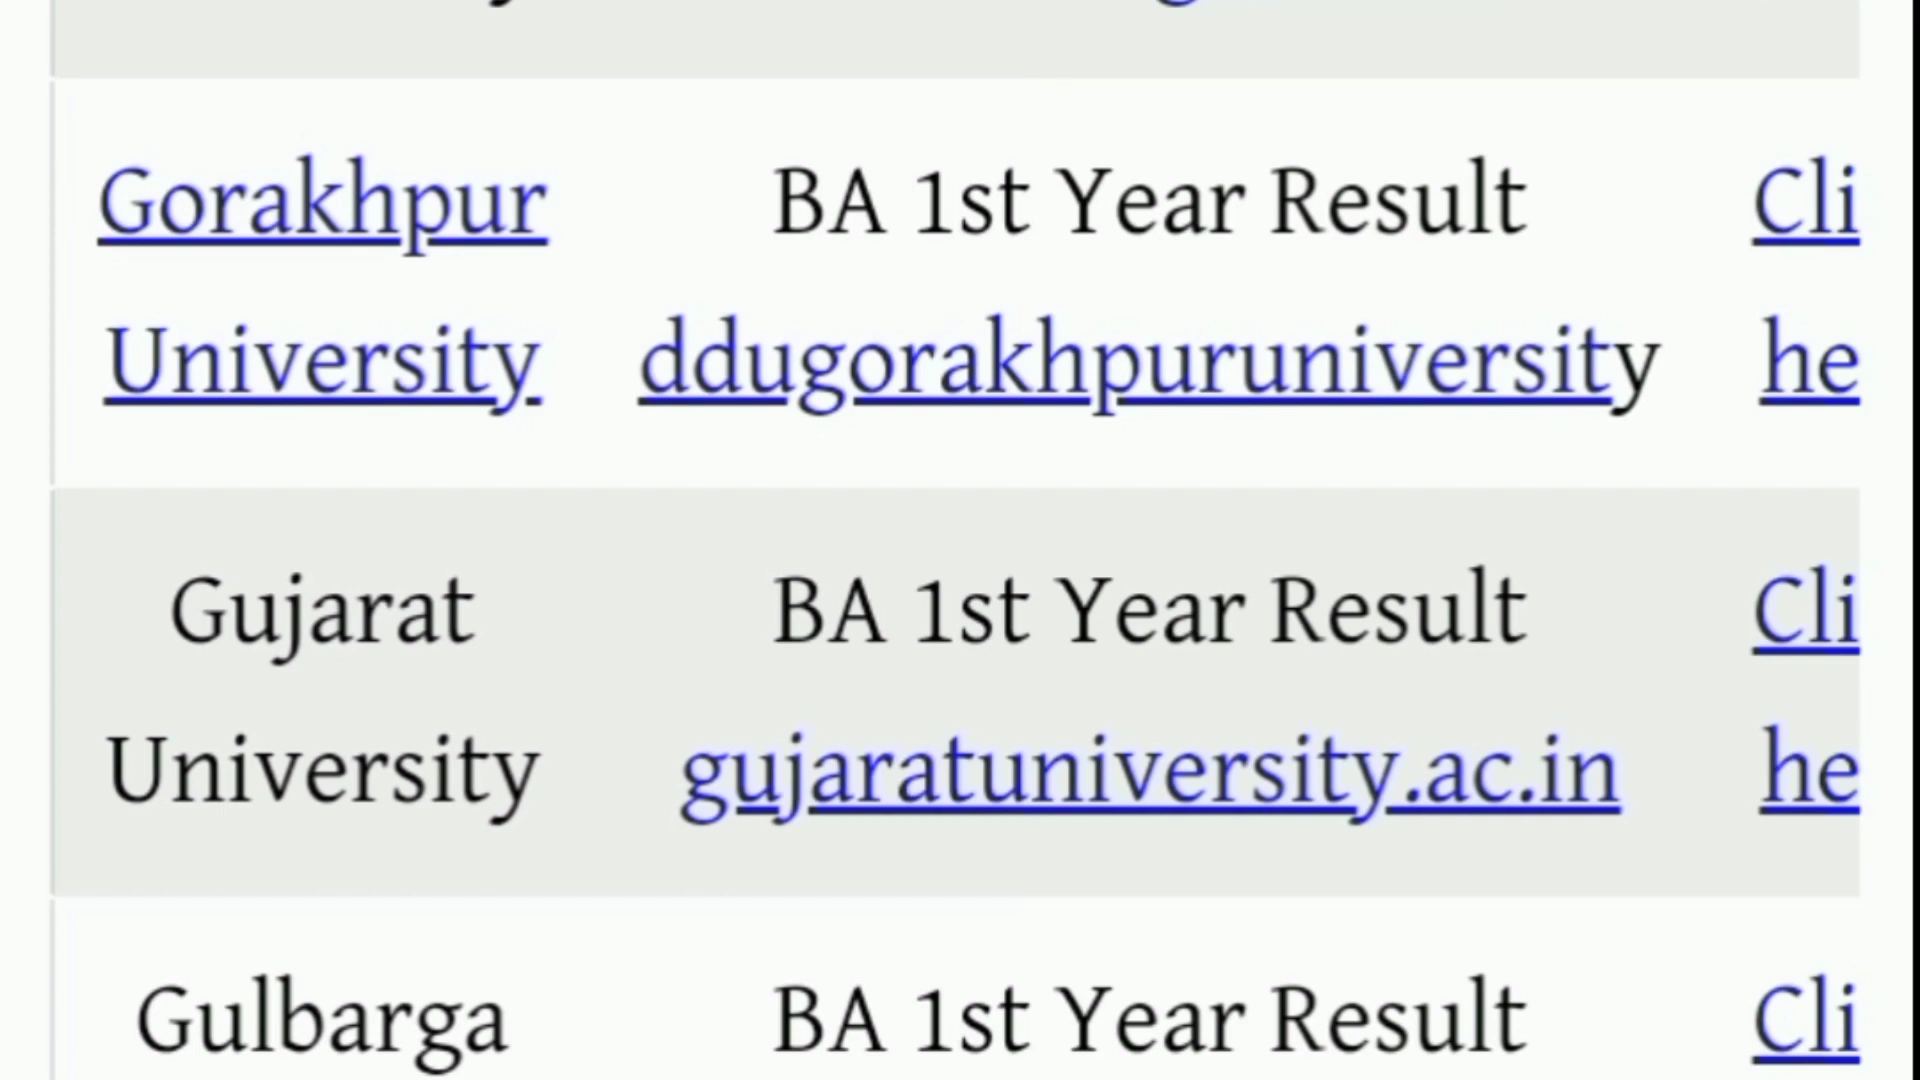 Gorakhpur BA 1st Year Result Cli
University ddugorakhpuruniversity he
Gujarat BA 1st Year Result Cli
University gujaratuniversity.ac.in he
Gulbarga BA 1st Year Result Cli